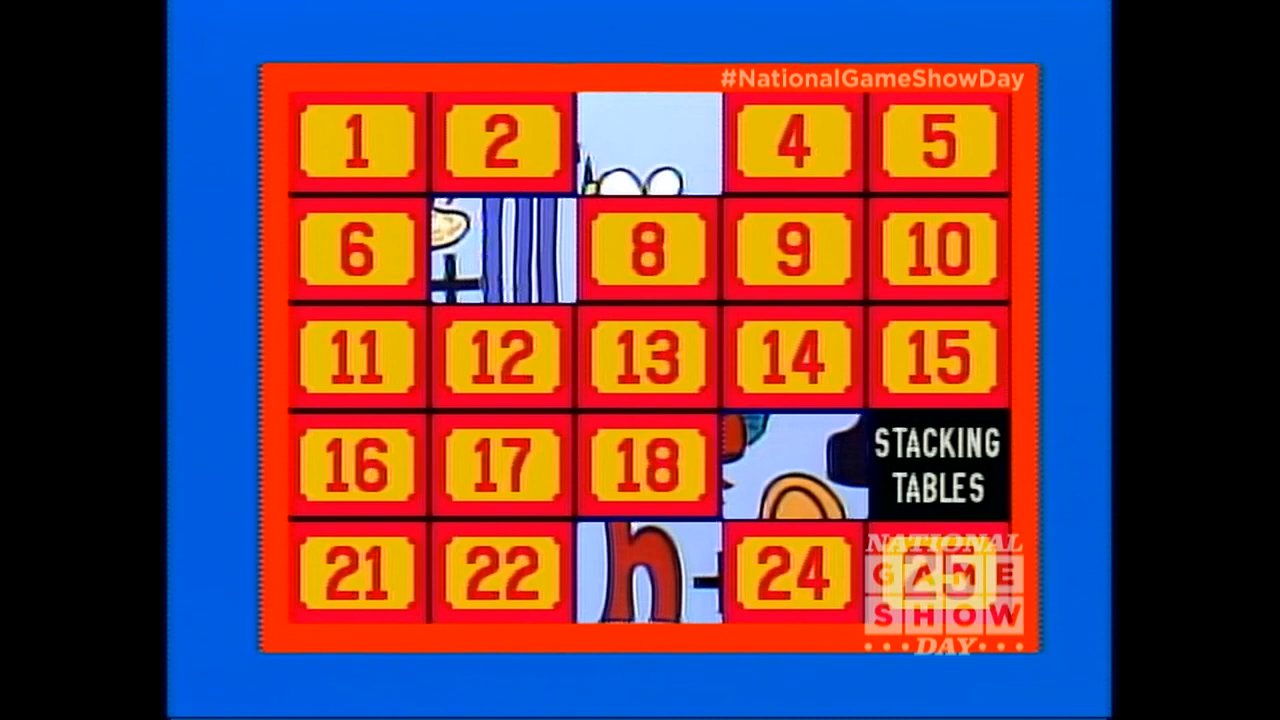 #NationalGameShowDay
1 2 4 5
6 8 9 10
11 12 13 14 15
16 17 18 STACKING
TABLES
21 22 n 24 25
NATIONAL
GAME
SHOW
DAY